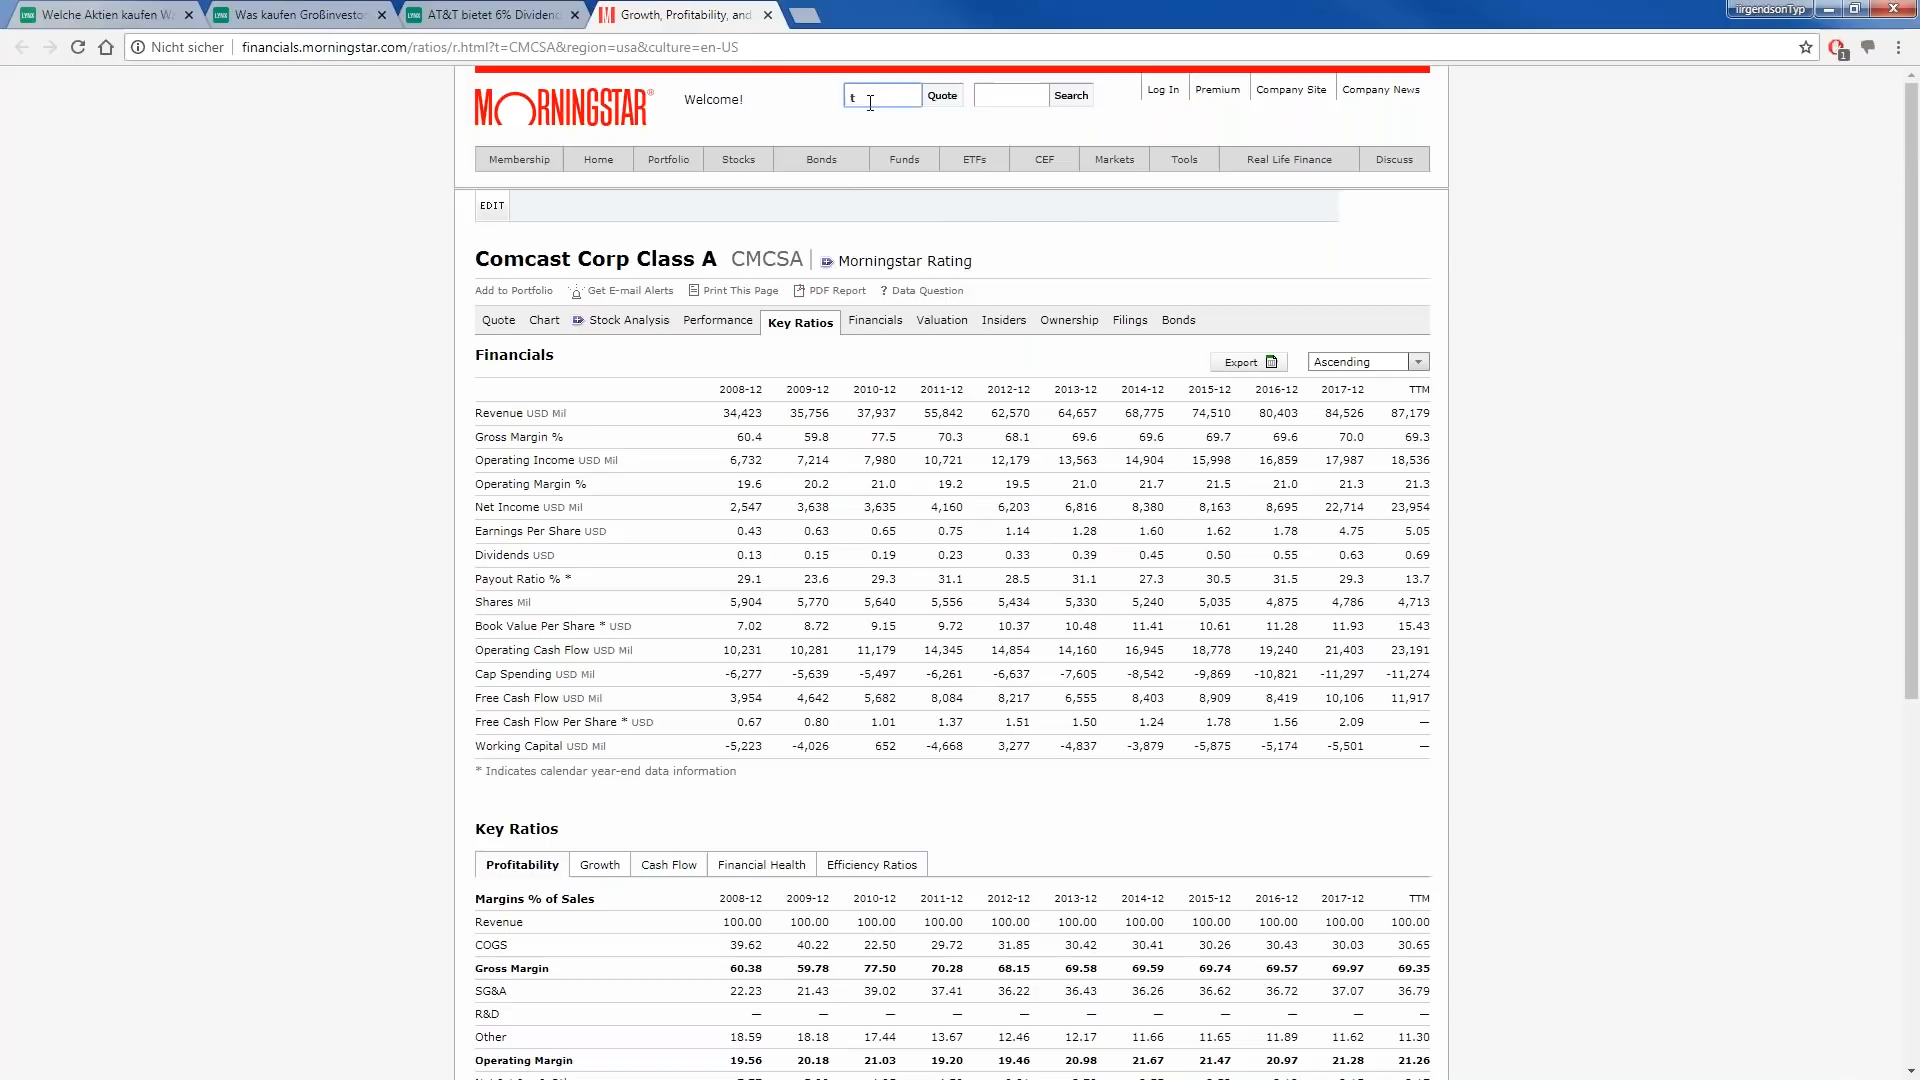 Welche Aktien kaufen W
Was kaufen Großinvesto
AT&T bietet 6% Dividen
Growth, Profitability, and
iirgendsonTyp
Nicht sicher
financials.morningstar.com/ratios/r.html?t=CMCSA&region=usa&culture=en-US
1
MORNINGSTAR®
Welcome!
t
Quote
Search
Log In
Premium
Company Site
Company News
Membership
Home
Portfolio
Stocks
Bonds
Funds
ETFs
CEF
Markets
Tools
Real Life Finance
Discuss
EDIT
Comcast Corp Class A CMCSA
Morningstar Rating
Add to Portfolio
Get E-mail Alerts
Print This Page
PDF Report
? Data Question
Quote
Chart
Stock Analysis
Performance
Key Ratios
Financials
Valuation
Insiders
Ownership
Filings
Bonds
Financials
Export
Ascending
2008-12 2009-12 2010-12 2011-12 2012-12 2013-12 2014-12 2015-12 2016-12 2017-12 TTM
Revenue USD Mil 34,423 35,756 37,937 55,842 62,570 64,657 68,775 74,510 80,403 84,526 87,179
Gross Margin % 60.4 59.8 77.5 70.3 68.1 69.6 69.6 69.7 69.6 70.0 69.3
Operating Income USD Mil 6,732 7,214 7,980 10,721 12,179 13,563 14,904 15,998 16,859 17,987 18,536
Operating Margin % 19.6 20.2 21.0 19.2 19.5 21.0 21.7 21.5 21.0 21.3 21.3
Net Income USD Mil 2,547 3,638 3,635 4,160 6,203 6,816 8,380 8,163 8,695 22,714 23,954
Earnings Per Share USD 0.43 0.63 0.65 0.75 1.14 1.28 1.60 1.62 1.78 4.75 5.05
Dividends USD 0.13 0.15 0.19 0.23 0.33 0.39 0.45 0.50 0.55 0.63 0.69
Payout Ratio % * 29.1 23.6 29.3 31.1 28.5 31.1 27.3 30.5 31.5 29.3 13.7
Shares Mil 5,904 5,770 5,640 5,556 5,434 5,330 5,240 5,035 4,875 4,786 4,713
Book Value Per Share * USD 7.02 8.72 9.15 9.72 10.37 10.48 11.41 10.61 11.28 11.93 15.43
Operating Cash Flow USD Mil 10,231 10,281 11,179 14,345 14,854 14,160 16,945 18,778 19,240 21,403 23,191
Cap Spending USD Mil -6,277 -5,639 -5,497 -6,261 -6,637 -7,605 -8,542 -9,869 -10,821 -11,297 -11,274
Free Cash Flow USD Mil 3,954 4,642 5,682 8,084 8,217 6,555 8,403 8,909 8,419 10,106 11,917
Free Cash Flow Per Share * USD 0.67 0.80 1.01 1.37 1.51 1.50 1.24 1.78 1.56 2.09 —
Working Capital USD Mil -5,223 -4,026 652 -4,668 3,277 -4,837 -3,879 -5,875 -5,174 -5,501 —
* Indicates calendar year-end data information
Key Ratios
Profitability
Growth
Cash Flow
Financial Health
Efficiency Ratios
Margins % of Sales 2008-12 2009-12 2010-12 2011-12 2012-12 2013-12 2014-12 2015-12 2016-12 2017-12 TTM
Revenue 100.00 100.00 100.00 100.00 100.00 100.00 100.00 100.00 100.00 100.00 100.00
COGS 39.62 40.22 22.50 29.72 31.85 30.42 30.41 30.26 30.43 30.03 30.65
Gross Margin 60.38 59.78 77.50 70.28 68.15 69.58 69.59 69.74 69.57 69.97 69.35
SG&A 22.23 21.43 39.02 37.41 36.22 36.43 36.26 36.62 36.72 37.07 36.79
R&D — — — — — — — — — — —
Other 18.59 18.18 17.44 13.67 12.46 12.17 11.66 11.65 11.89 11.62 11.30
Operating Margin 19.56 20.18 21.03 19.20 19.46 20.98 21.67 21.47 20.97 21.28 21.26